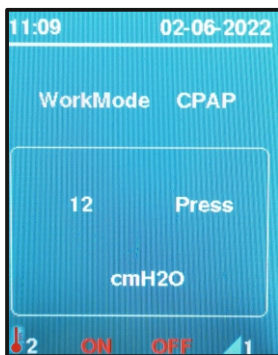 11:09 02-06-2022
WorkMode CPAP
12 Press
cmH2O
2 ON OFF 1